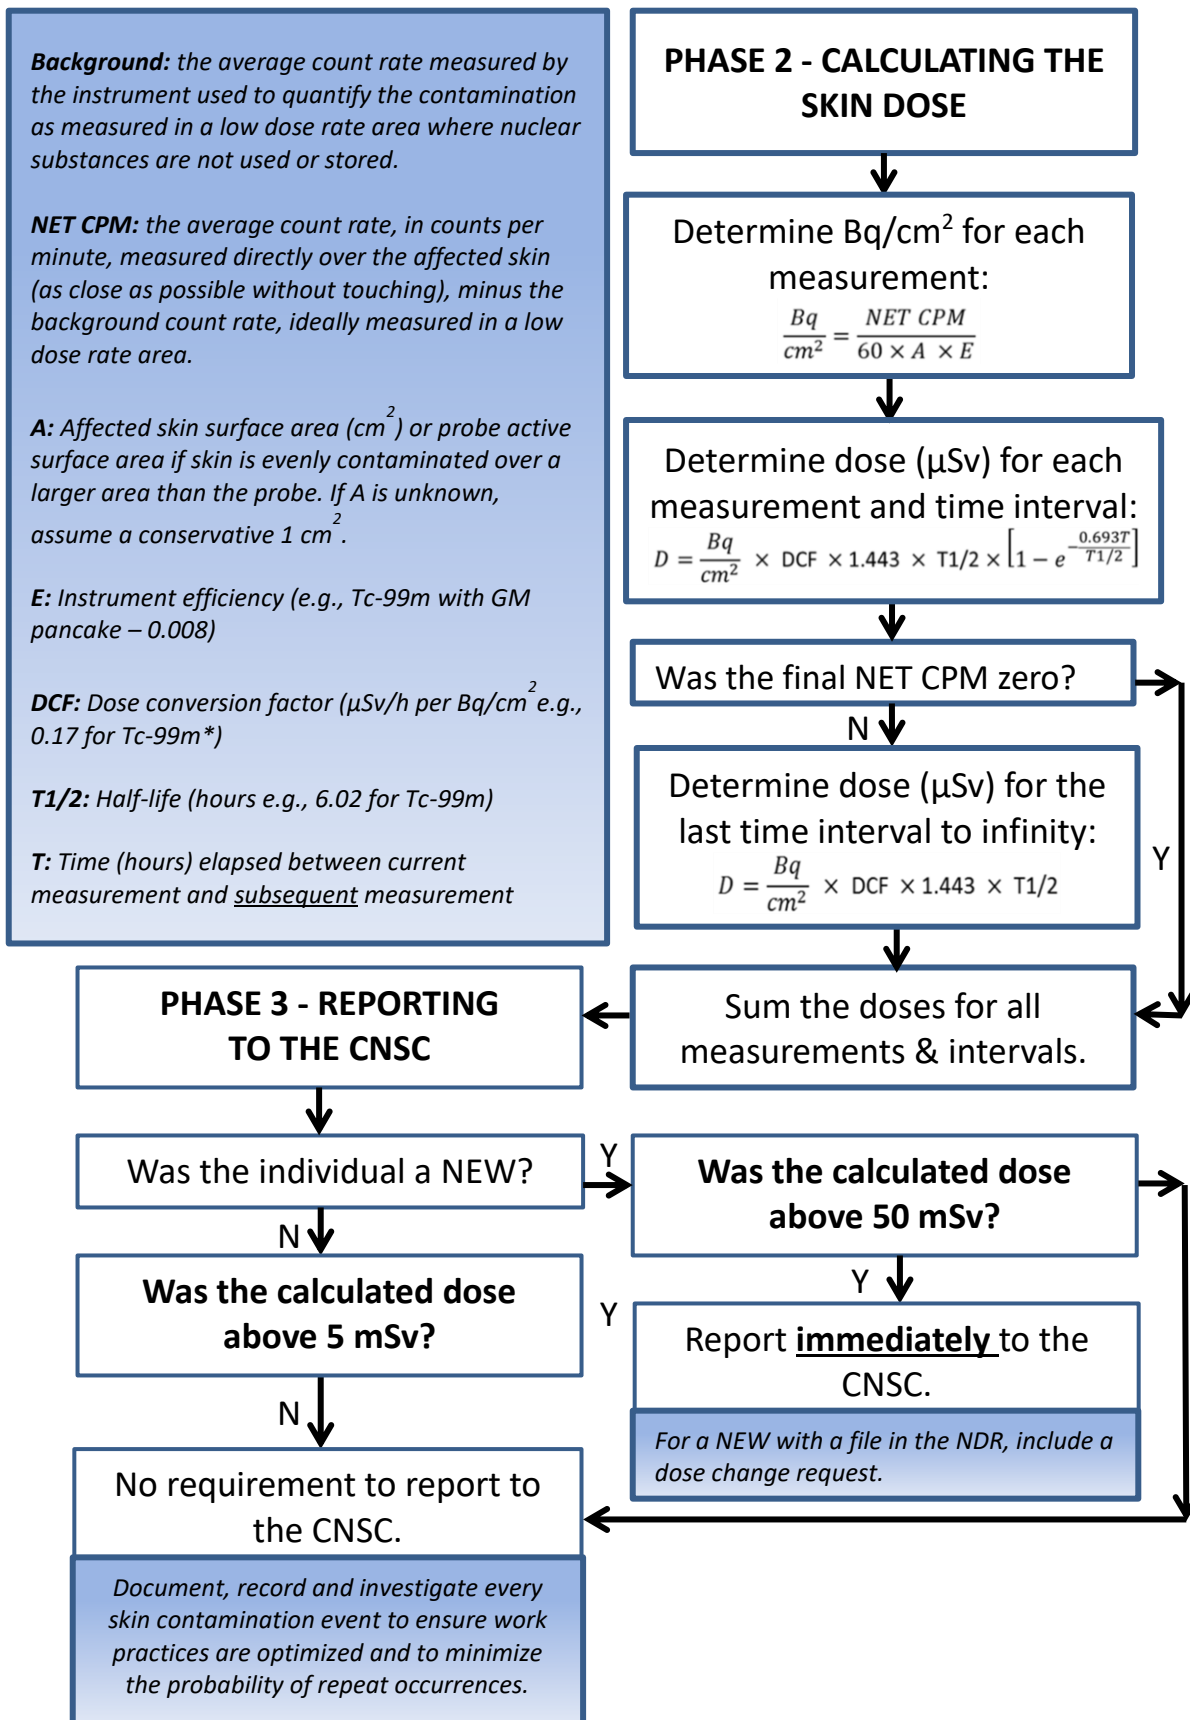 Background: the average count rate measured by
the instrument used to quantify the contamination
as measured in a low dose rate area where nuclear
substances are not used or stored.
NET CPM: the average count rate, in counts per
minute, measured directly over the affected skin
(as close as possible without touching), minus the
background count rate, ideally measured in a low
dose rate area.
A: Affected skin surface area (cm²) or probe active
surface area if skin is evenly contaminated over a
larger area than the probe. If A is unknown,
assume a conservative 1 cm².
E: Instrument efficiency (e.g., Tc-99m with GM
pancake – 0.008)
DCF: Dose conversion factor (µSv/h per Bq/cm²e.g.,
0.17 for Tc-99m*)
T1/2: Half-life (hours e.g., 6.02 for Tc-99m)
T: Time (hours) elapsed between current
measurement and subsequent measurement
PHASE 2 - CALCULATING THE
SKIN DOSE
Determine Bq/cm² for each
measurement:
Bq/cm² = NET CPM / 60 × A × E
Determine dose (µSv) for each
measurement and time interval:
D = Bq/cm² × DCF × 1.443 × T1/2 × [1 − e^(−0.693T/T1/2)]
Was the final NET CPM zero?
N
Y
Determine dose (µSv) for the
last time interval to infinity:
D = Bq/cm² × DCF × 1.443 × T1/2
Sum the doses for all
measurements & intervals.
PHASE 3 - REPORTING
TO THE CNSC
Was the individual a NEW?
Y
N
Was the calculated dose
above 50 mSv?
Y
Was the calculated dose
above 5 mSv?
Y
N
Report immediately to the
CNSC.
For a NEW with a file in the NDR, include a
dose change request.
No requirement to report to
the CNSC.
Document, record and investigate every
skin contamination event to ensure work
practices are optimized and to minimize
the probability of repeat occurrences.